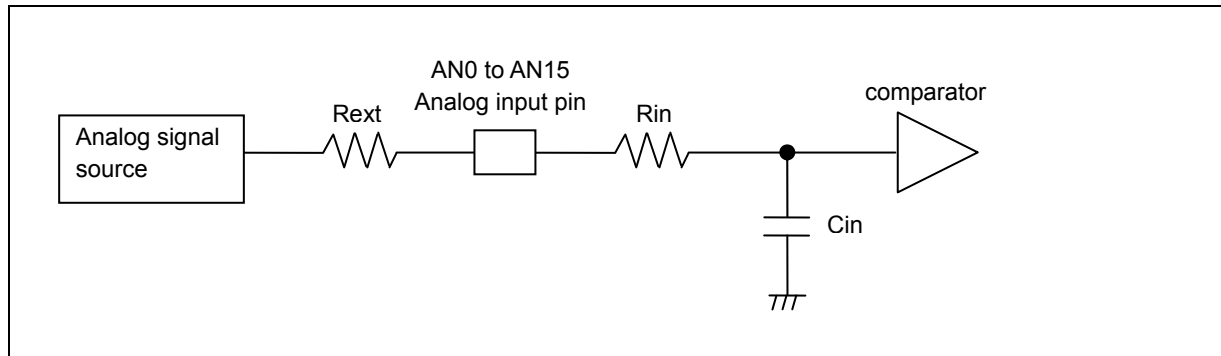 AN0 to AN15
Analog input pin
comparator
Rext
Rin
Analog signal
source
Cin